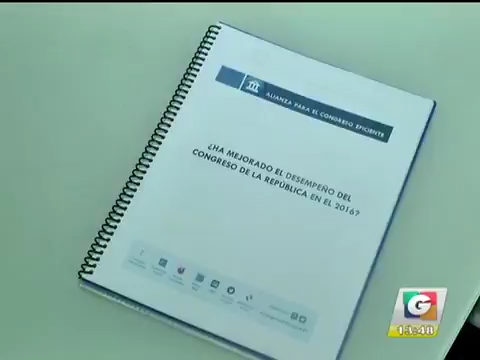 ALIANZA PARA EL CONGRESO EFICIENTE
¿HA MEJORADO EL DESEMPEÑO DEL
CONGRESO DE LA REPÚBLICA EN EL 2016?
G
13:48